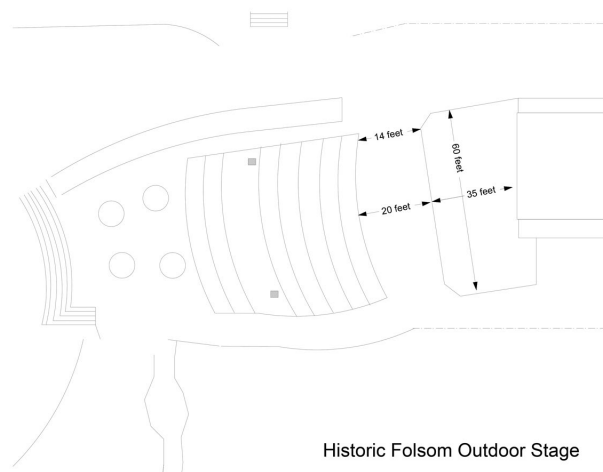 14 feet
60 feet
35 feet
20 feet
Historic Folsom Outdoor Stage